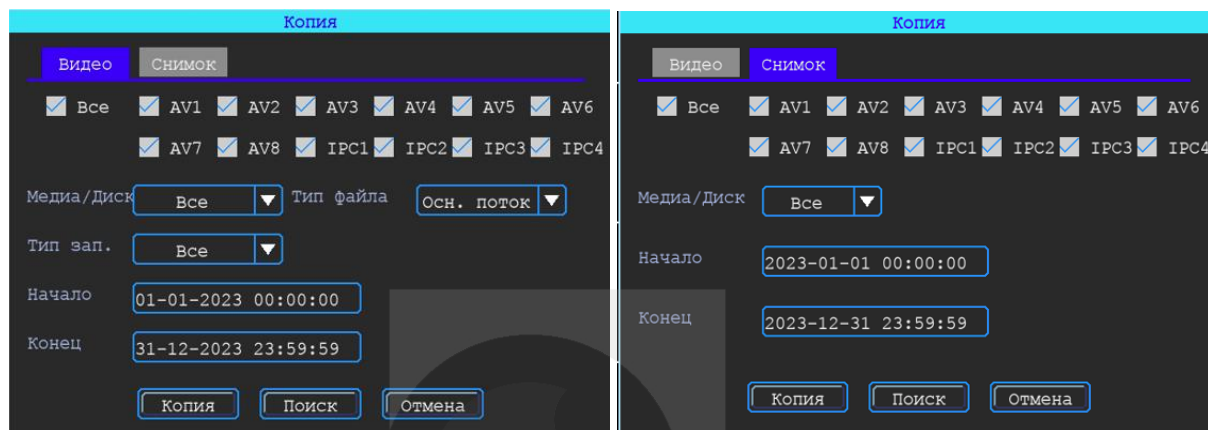 Копия
Видео Снимок
Все AV1 AV2 AV3 AV4 AV5 AV6
AV7 AV8 IPC1 IPC2 IPC3 IPC4
Медиа/Диск Все Тип файла Осн. поток
Тип зап. Все
Начало 01-01-2023 00:00:00
Конец 31-12-2023 23:59:59
Копия Поиск Отмена
Копия
Видео Снимок
Все AV1 AV2 AV3 AV4 AV5 AV6
AV7 AV8 IPC1 IPC2 IPC3 IPC4
Медиа/Диск Все
Начало 2023-01-01 00:00:00
Конец 2023-12-31 23:59:59
Копия Поиск Отмена